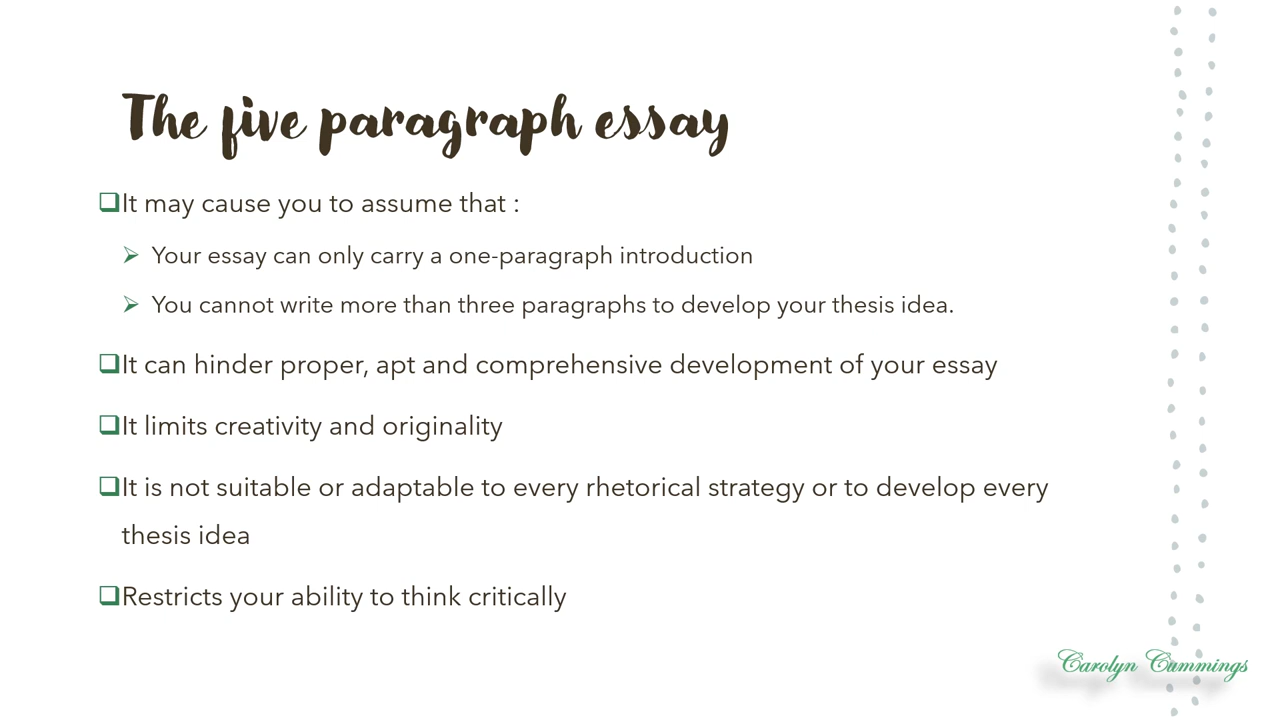 The five paragraph essay
It may cause you to assume that :
Your essay can only carry a one-paragraph introduction
You cannot write more than three paragraphs to develop your thesis idea.
It can hinder proper, apt and comprehensive development of your essay
It limits creativity and originality
It is not suitable or adaptable to every rhetorical strategy or to develop every
thesis idea
Restricts your ability to think critically
Carolyn Cummings